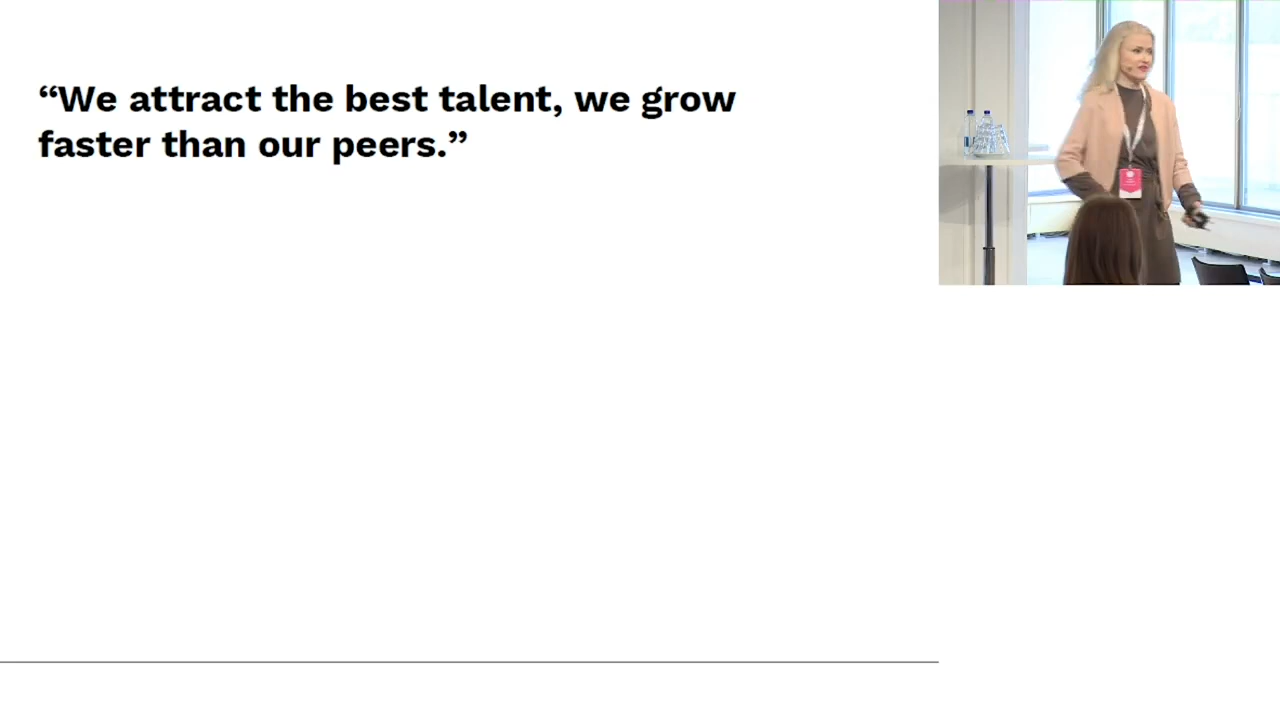 “We attract the best talent, we grow
faster than our peers.”